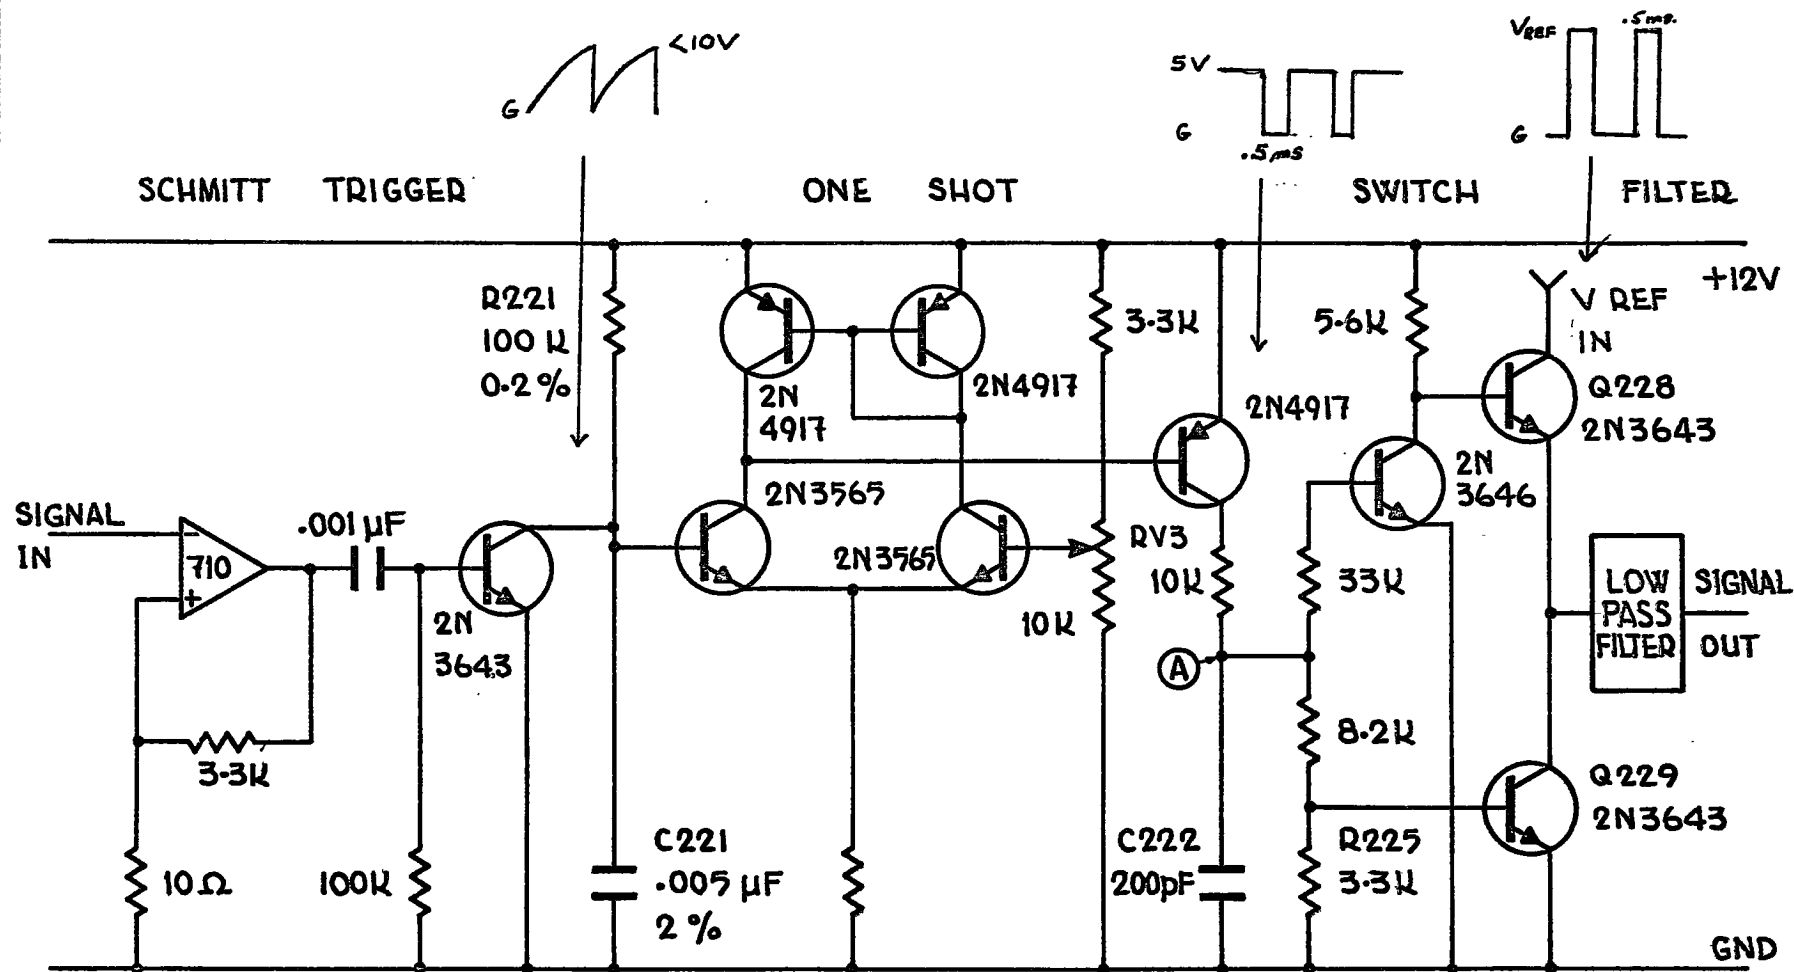 <10V
G
5V
G
.5ms
VREF
.5ms.
G
SCHMITT TRIGGER
ONE SHOT
SWITCH
FILTER
+12V
R221
100 K
0.2%
2N
4917
2N4917
3.3K
2N4917
5.6K
V REF
IN
Q228
2N3643
SIGNAL
IN
710
-
+
.001 µF
2N
3643
2N3565
2N3565
RV3
10K
10K
33K
2N
3646
LOW
PASS
FILTER
SIGNAL
OUT
A
3.3K
8.2K
Q229
2N3643
10Ω
100K
C221
.005 µF
2%
C222
200pF
R225
3.3K
GND